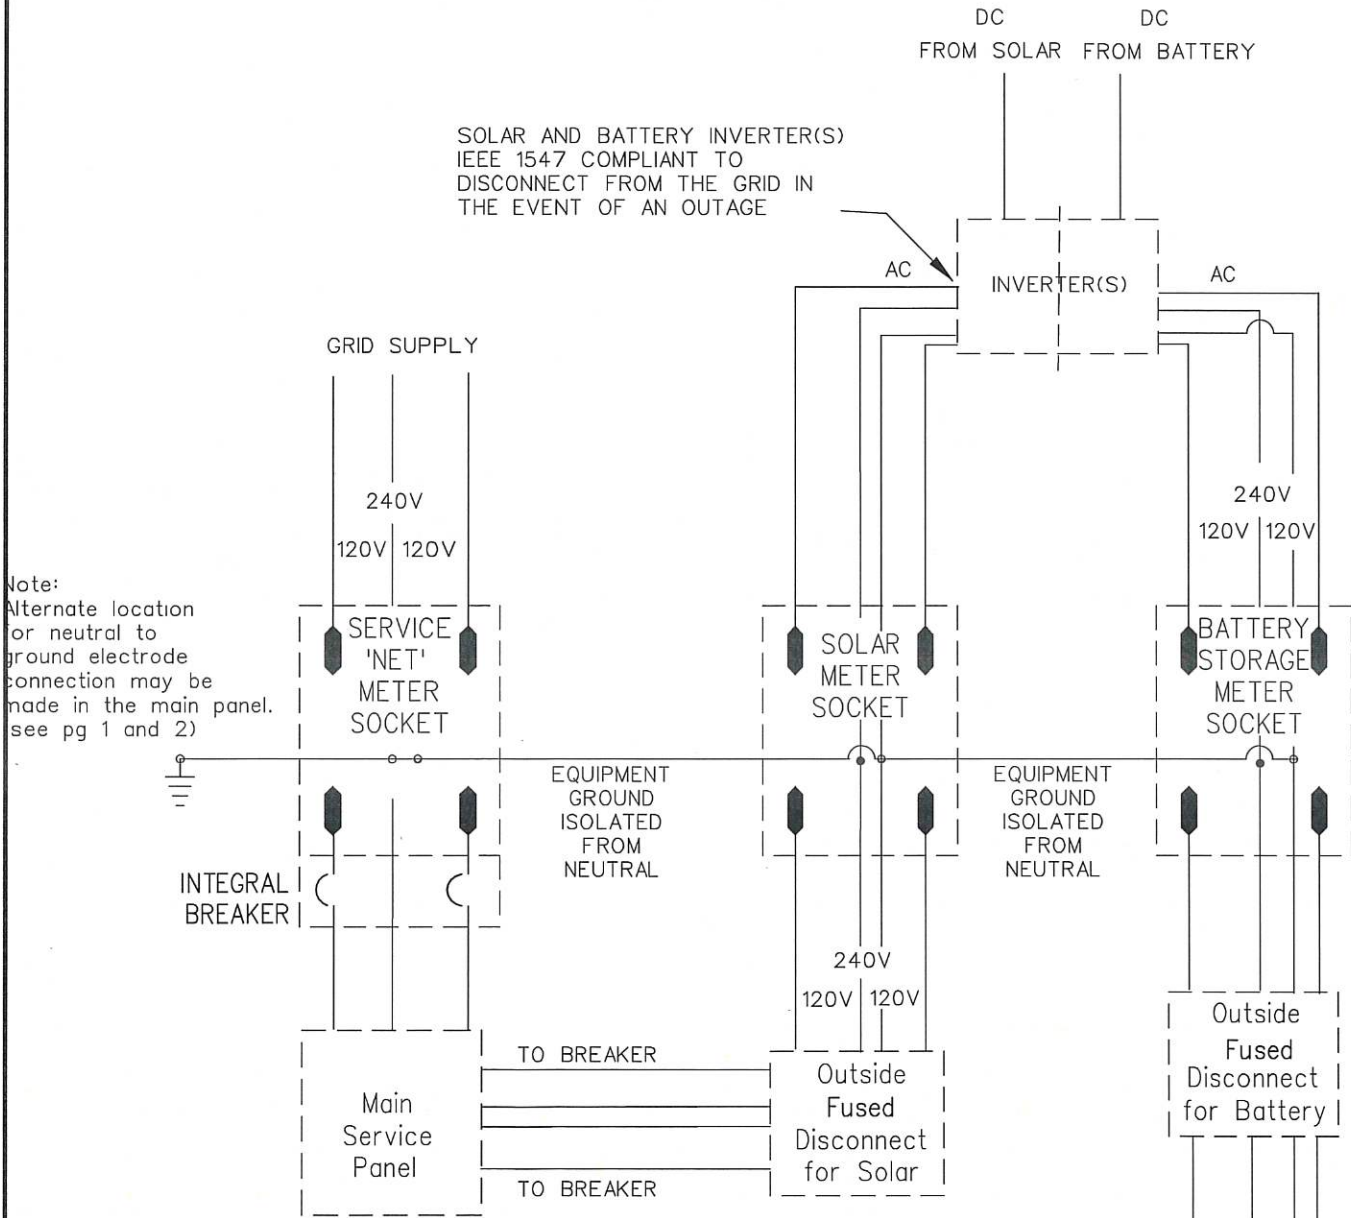 DC
FROM SOLAR
DC
FROM BATTERY
SOLAR AND BATTERY INVERTER(S)
IEEE 1547 COMPLIANT TO
DISCONNECT FROM THE GRID IN
THE EVENT OF AN OUTAGE
AC
INVERTER(S)
AC
GRID SUPPLY
240V
120V
120V
240V
120V
120V
Note:
Alternate location
for neutral to
ground electrode
connection may be
made in the main panel.
(see pg 1 and 2)
SERVICE
'NET'
METER
SOCKET
SOLAR
METER
SOCKET
BATTERY
STORAGE
METER
SOCKET
EQUIPMENT
GROUND
ISOLATED
FROM
NEUTRAL
EQUIPMENT
GROUND
ISOLATED
FROM
NEUTRAL
INTEGRAL
BREAKER
240V
120V
120V
Outside
Fused
Disconnect
for Battery
TO BREAKER
Main
Service
Panel
Outside
Fused
Disconnect
for Solar
TO BREAKER